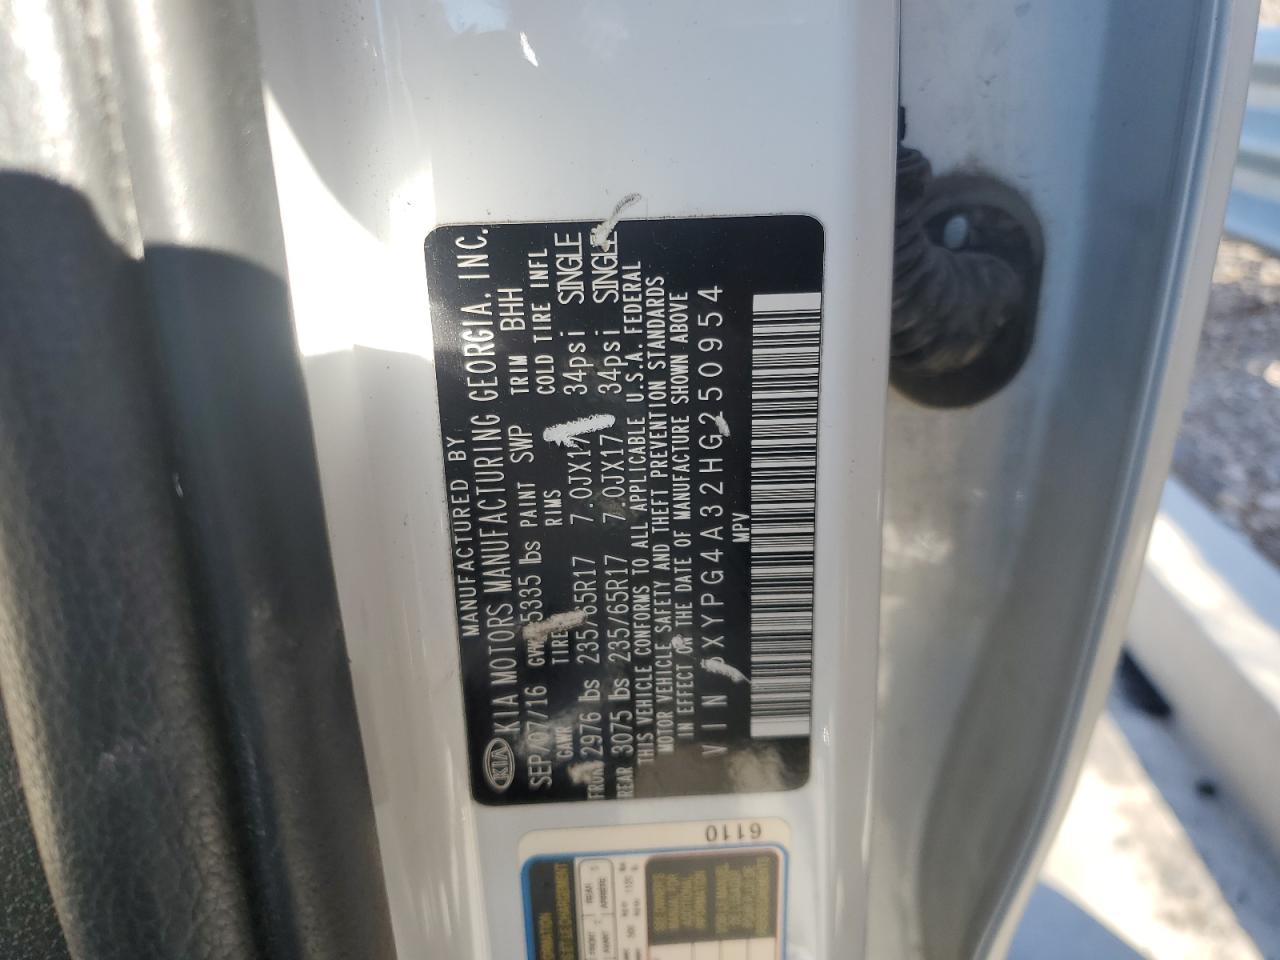 MANUFACTURED BY
KIA KIA MOTORS MANUFACTURING GEORGIA, INC.
SEP/07/16 GVWR 5335 lbs PAINT SWP TRIM BHH
GAWR TIRE RIMS COLD TIRE INFL
2976 lbs 235/65R17 7.0JX17 34psi SINGLE
REAR 3075 lbs 235/65R17 7.0JX17 34psi SINGLE
THIS VEHICLE CONFORMS TO ALL APPLICABLE U.S.A. FEDERAL
MOTOR VEHICLE SAFETY AND THEFT PREVENTION STANDARDS
IN EFFECT ON THE DATE OF MANUFACTURE SHOWN ABOVE
VIN XYPG4A32HG250954
MPV
6110